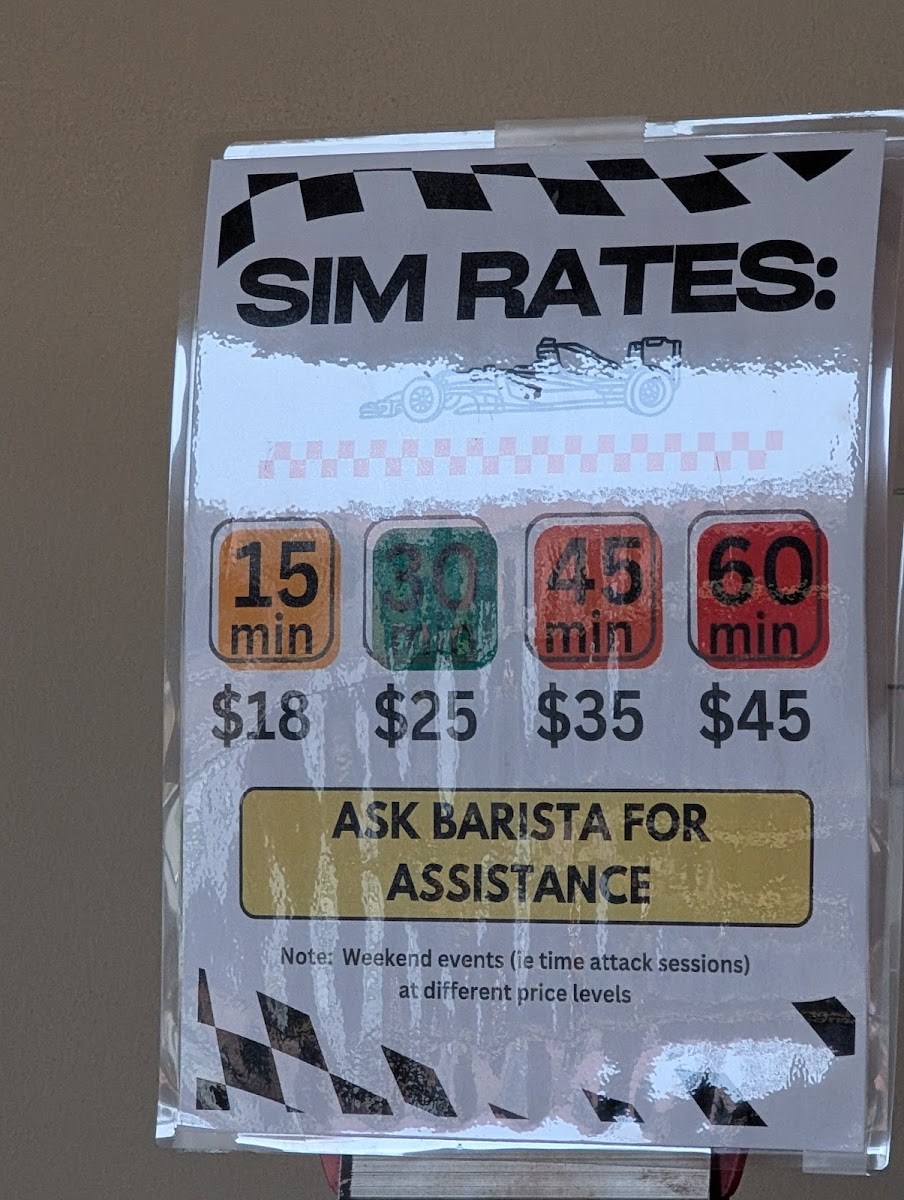 SIM RATES:
15 30 45 60
min min min min
$18 $25 $35 $45
ASK BARISTA FOR
ASSISTANCE
Note: Weekend events (ie time attack sessions)
at different price levels